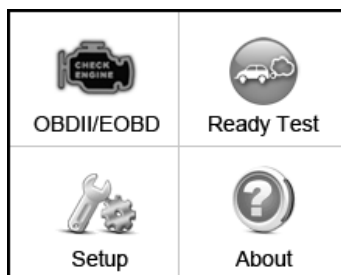 CHECK
ENGINE
OBDII/EOBD
Ready Test
Setup
About